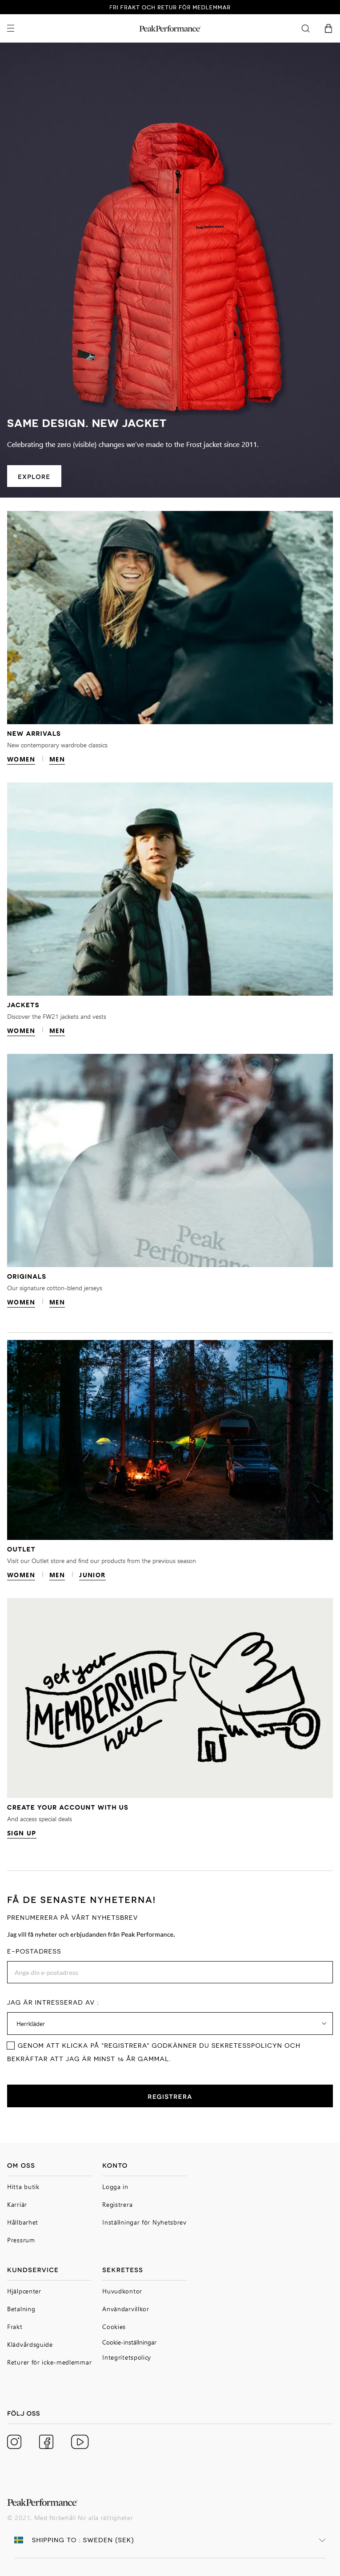 FRI FRAKT OCH RETUR FÖR MEDLEMMAR
PeakPerformance
PeakPerformance
SAME DESIGN. NEW JACKET
Celebrating the zero (visible) changes we've made to the Frost jacket since 2011.
EXPLORE
NEW ARRIVALS
New contemporary wardrobe classics
WOMEN | MEN
JACKETS
Discover the FW21 jackets and vests
WOMEN | MEN
Peak
Performance
ORIGINALS
Our signature cotton-blend jerseys
WOMEN | MEN
OUTLET
Visit our Outlet store and find our products from the previous season
WOMEN | MEN | JUNIOR
get your
MEMBERSHIP
here
CREATE YOUR ACCOUNT WITH US
And access special deals
SIGN UP
FÅ DE SENASTE NYHETERNA!
PRENUMERERA PÅ VÅRT NYHETSBREV
Jag vill få nyheter och erbjudanden från Peak Performance.
E-POSTADRESS
Ange din e-postadress
JAG ÄR INTRESSERAD AV :
Herrkläder
GENOM ATT KLICKA PÅ "REGISTRERA" GODKÄNNER DU SEKRETESSPOLICYN OCH
BEKRÄFTAR ATT JAG ÄR MINST 16 ÅR GAMMAL.
REGISTRERA
OM OSS
Hitta butik
Karriär
Hållbarhet
Pressrum
KONTO
Logga in
Registrera
Inställningar för Nyhetsbrev
KUNDSERVICE
Hjälpcenter
Betalning
Frakt
Klädvårdsguide
Returer för icke-medlemmar
SEKRETESS
Huvudkontor
Användarvillkor
Cookies
Cookie-inställningar
Integritetspolicy
FÖLJ OSS
PeakPerformance
© 2021. Med förbehåll för alla rättigheter
SHIPPING TO : SWEDEN (SEK)